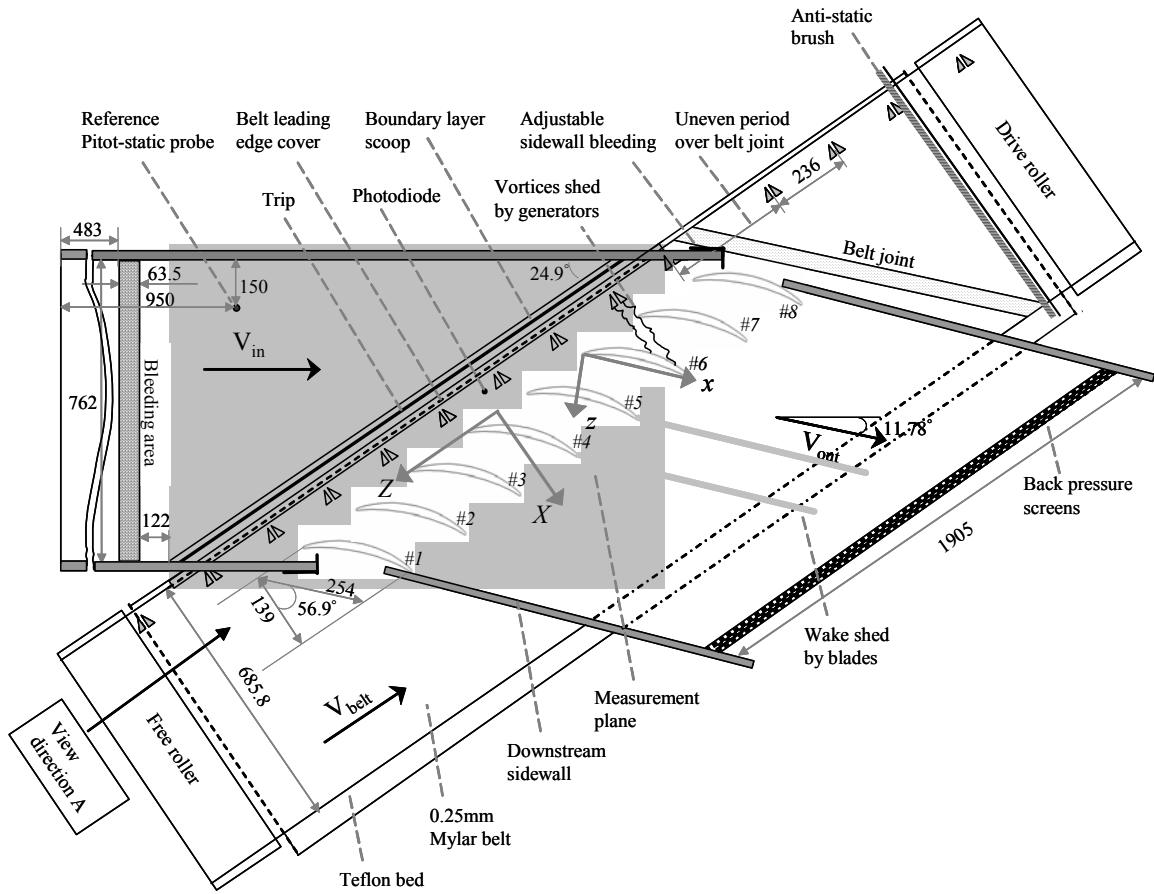 Anti-static
brush
Reference
Pitot-static probe
Belt leading
edge cover
Boundary layer
scoop
Adjustable
sidewall bleeding
Uneven period
over belt joint
Trip
Photodiode
Vortices shed
by generators
236
Drive roller
483
63.5
950
150
24.9°
Belt joint
V in
#8
#7
#6
x
#5
z
#4
762
Bleeding area
11.78°
V out
Z
#3
X
#2
Back pressure
screens
122
#1
1905
254
139
56.9°
Wake shed
by blades
685.8
V belt
Measurement
plane
Free roller
View
direction A
Downstream
sidewall
0.25mm
Mylar belt
Teflon bed